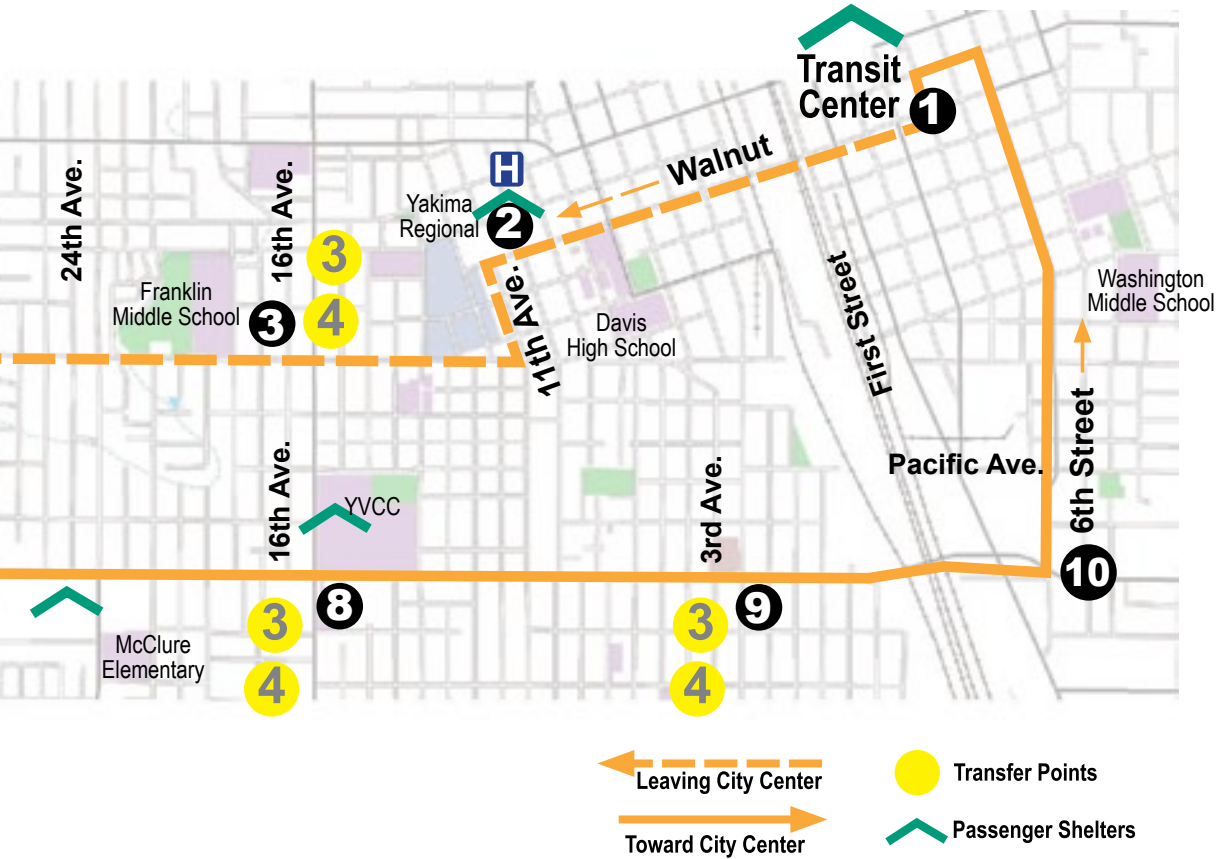 Transit
Center
1
Walnut
H
Yakima
Regional
2
24th Ave.
16th Ave.
3
4
3
Franklin
Middle School
11th Ave.
Davis
High School
First Street
Washington
Middle School
Pacific Ave.
6th Street
16th Ave.
YVCC
3rd Ave.
10
8
9
3
4
3
4
McClure
Elementary
Leaving City Center
Transfer Points
Toward City Center
Passenger Shelters